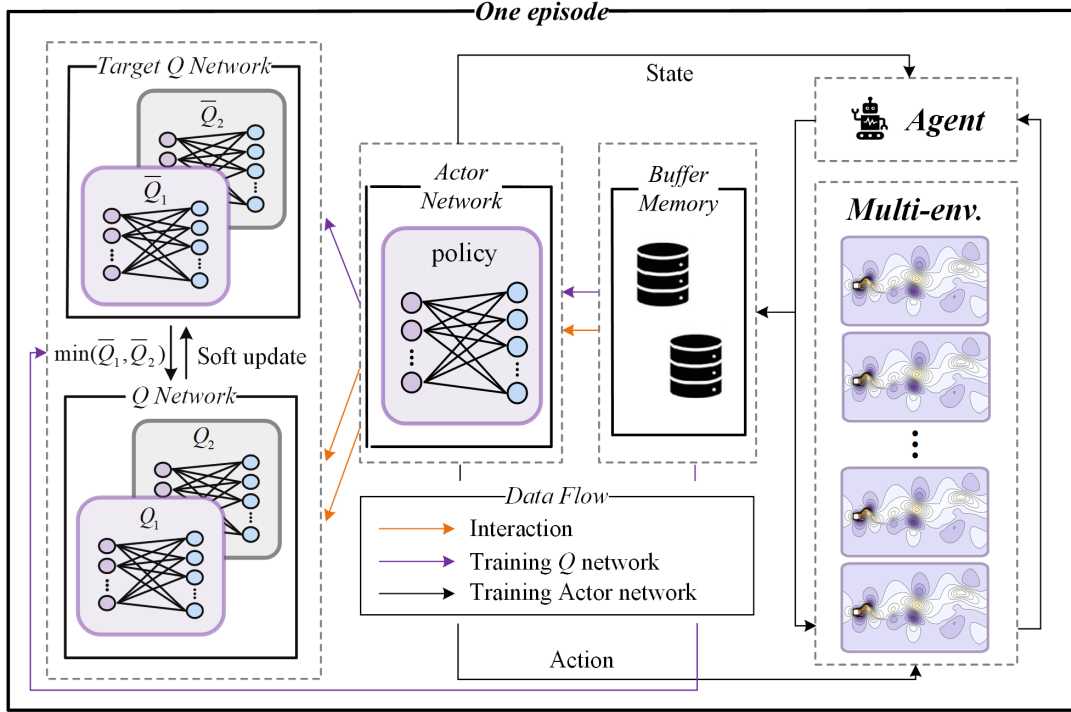 One episode
Target Q Network
Q̅₂
Q̅₁
min(Q̅₁, Q̅₂)
Soft update
Q Network
Q₂
Q₁
Actor
Network
policy
Buffer
Memory
State
Agent
Multi-env.
Data Flow
Interaction
Training Q network
Training Actor network
Action